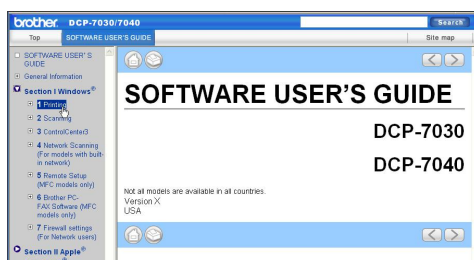 brother. DCP-7030/7040
Search
Top
SOFTWARE USER'S GUIDE
Site map
SOFTWARE USER'S
GUIDE
General Information
Section I Windows®
1 Printing
2 Scanning
3 ControlCenter3
4 Network Scanning
(For models with built-
in network)
5 Remote Setup
(MFC models only)
6 Brother PC-
FAX Software (MFC
models only)
7 Firewall settings
(For Network users)
Section II Apple®
SOFTWARE USER'S GUIDE
DCP-7030
DCP-7040
Not all models are available in all countries.
Version X
USA